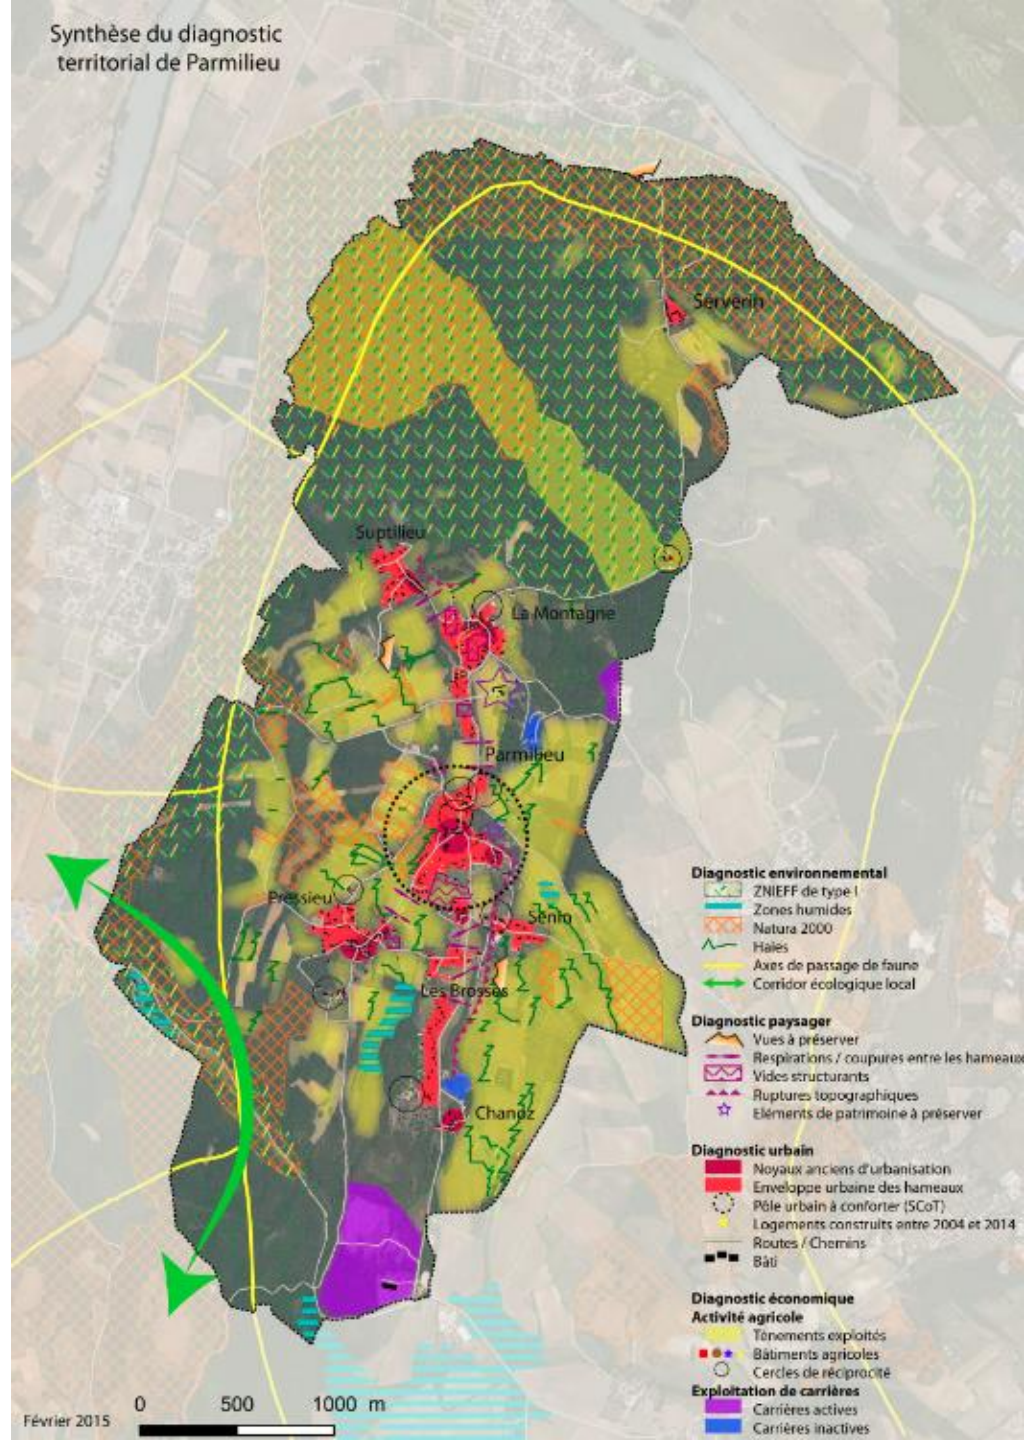 Synthèse du diagnostic
territorial de Parmilieu
Serverin
Suptilieu
La Montagne
Parmilieu
Pressieu
Senin
Les Brosses
Chanoz
Diagnostic environnemental
ZNIEFF de type I
Zones humides
Natura 2000
Haies
Axes de passage de faune
Corridor écologique local
Diagnostic paysager
Vues à préserver
Respirations / coupures entre les hameaux
Vides structurants
Ruptures topographiques
Eléments de patrimoine à préserver
Diagnostic urbain
Noyaux anciens d'urbanisation
Enveloppe urbaine des hameaux
Pôle urbain à conforter (SCoT)
Logements construits entre 2004 et 2014
Routes / Chemins
Bâti
Diagnostic économique
Activité agricole
Tènements exploités
Bâtiments agricoles
Cercles de réciprocité
Exploitation de carrières
Carrières actives
Carrières inactives
0 500 1000 m
Février 2015